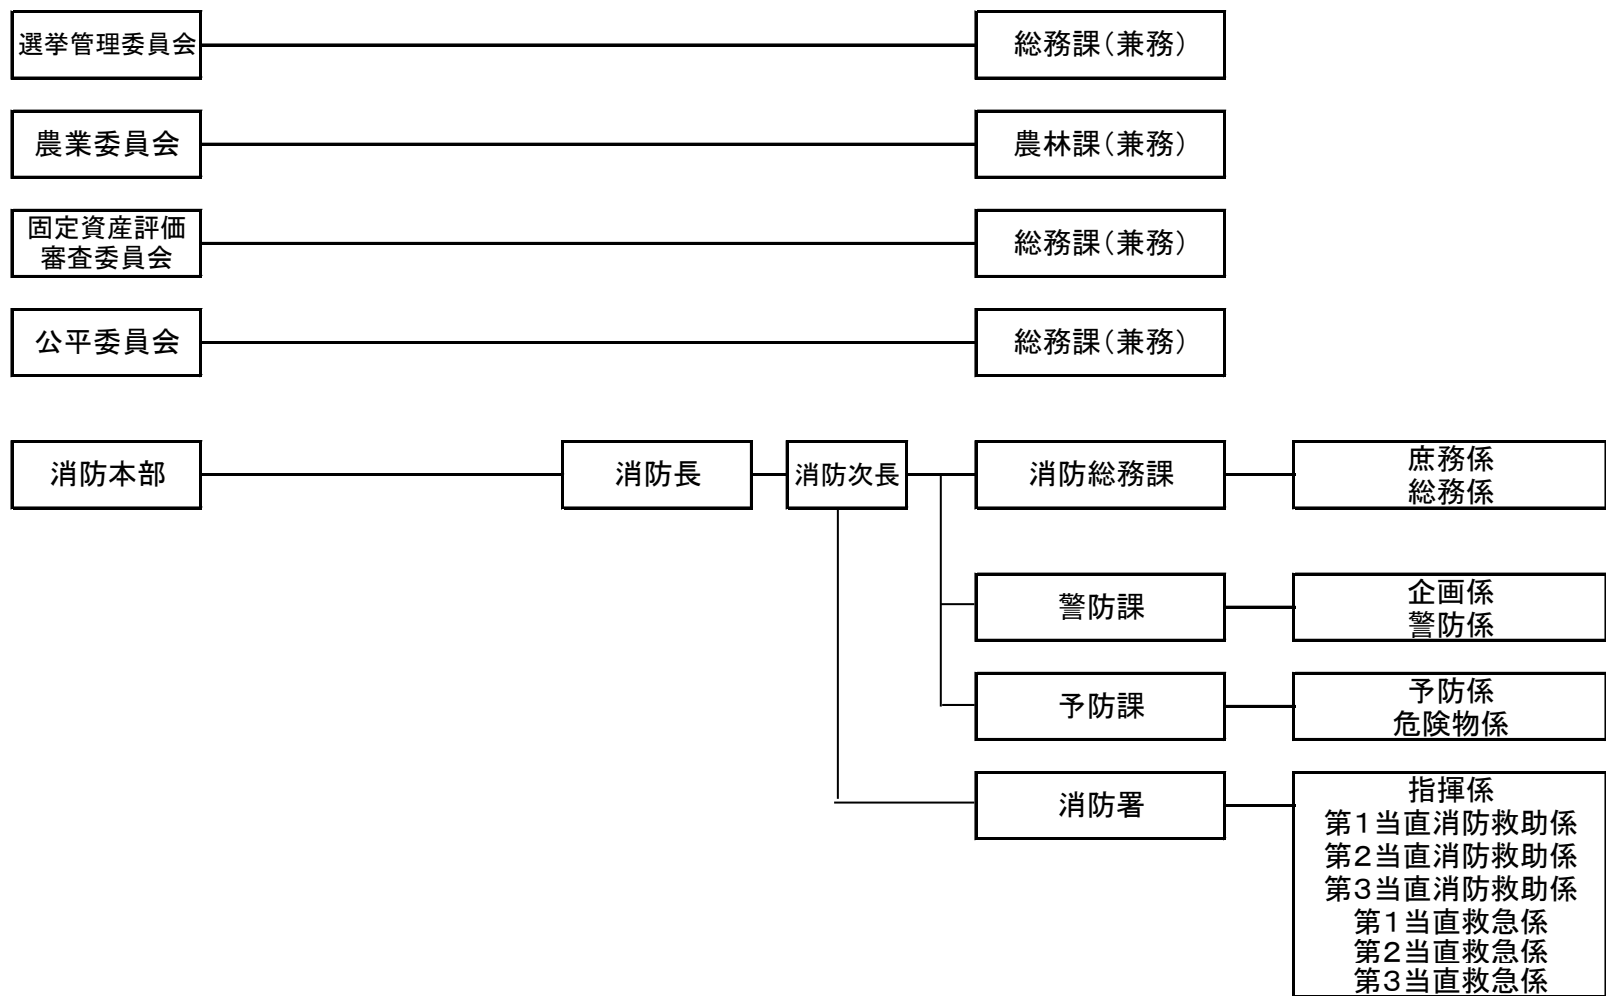 選挙管理委員会
総務課（兼務）
農業委員会
農林課（兼務）
固定資産評価
審査委員会
総務課（兼務）
公平委員会
総務課（兼務）
消防本部
消防長
消防次長
消防総務課
庶務係
総務係
警防課
企画係
警防係
予防課
予防係
危険物係
消防署
指揮係
第１当直消防救助係
第２当直消防救助係
第３当直消防救助係
第１当直救急係
第２当直救急係
第３当直救急係